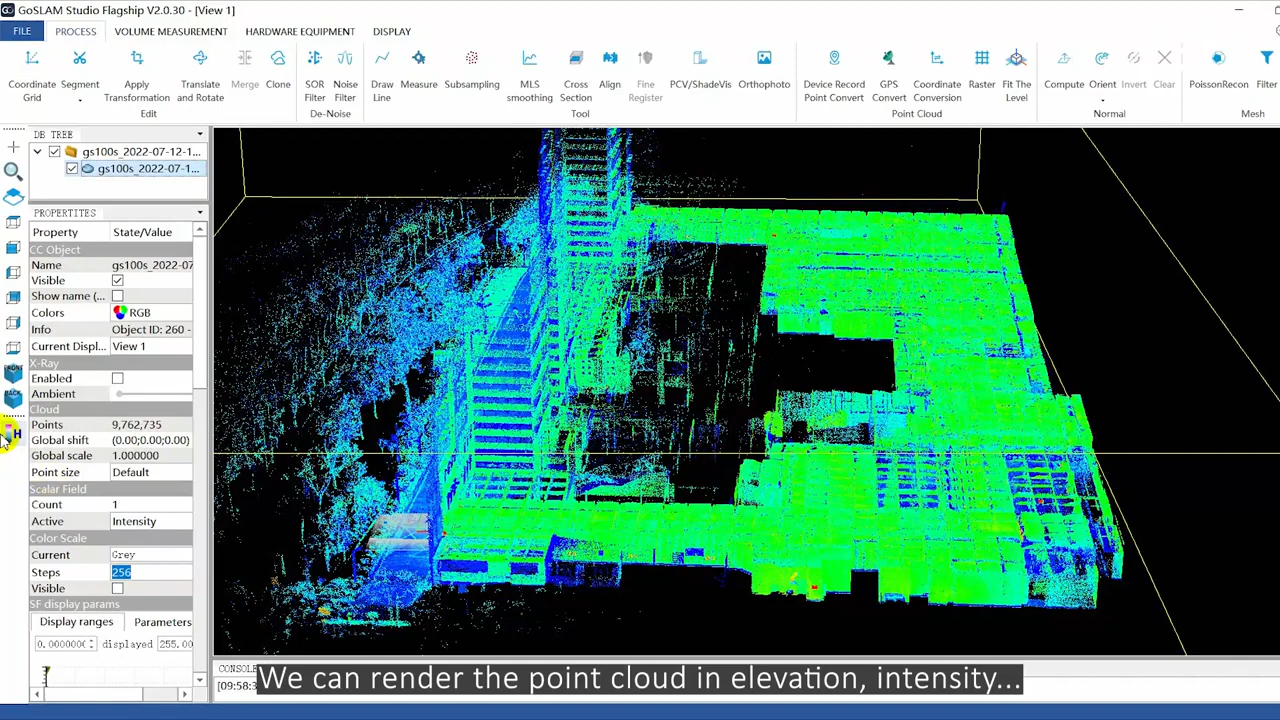 GoSLAM Studio Flagship V2.0.30 - [View 1]
FILE PROCESS VOLUME MEASUREMENT HARDWARE EQUIPMENT DISPLAY
Coordinate Grid Segment Apply Transformation Translate and Rotate Merge Clone SOR Filter Noise Filter Draw Line Measure Subsampling MLS smoothing Cross Section Align Fine Register PCV/ShadeVis Orthophoto Device Record Point Convert GPS Convert Coordinate Conversion Raster Fit The Level Compute Orient Invert Clear PoissonRecon Filter
Edit De-Noise Tool Point Cloud Normal Mesh
DB TREE
gs100s_2022-07-12-1...
gs100s_2022-07-1...
PROPERTITES
Property State/Value
CC Object
Name gs100s_2022-07
Visible
Show name (...
Colors RGB
Info Object ID: 260 -
Current Displ... View 1
X-Ray
Enabled
Ambient
Cloud
Points 9,762,735
Global shift (0.00;0.00;0.00)
Global scale 1.000000
Point size Default
Scalar Field
Count 1
Active Intensity
Color Scale
Current Grey
Steps 256
Visible
SF display params
Display ranges Parameters
0.0000000 displayed 255.00
FRONT
BACK
H
CONSOLE
[09:58:3
We can render the point cloud in elevation, intensity...